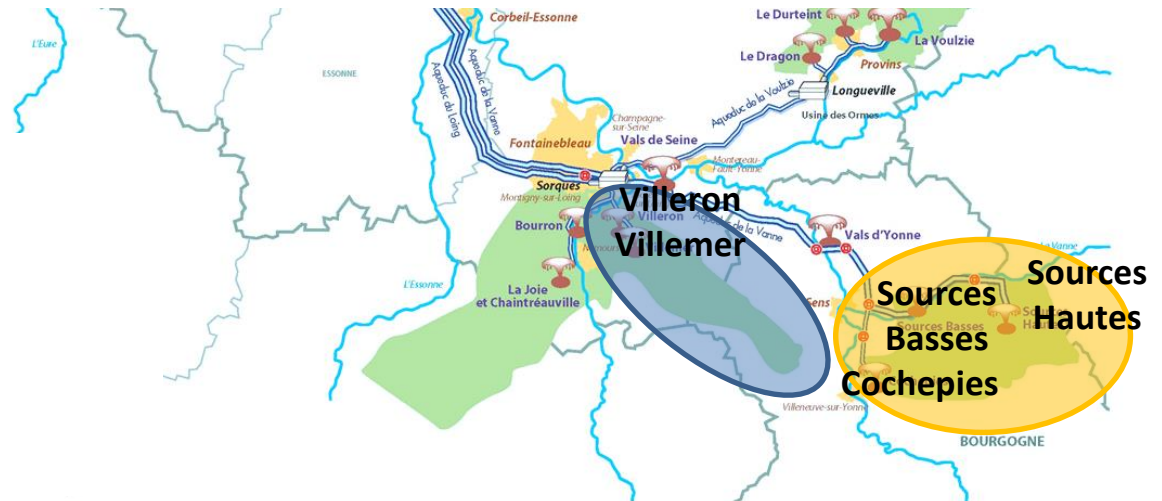 Corbeil-Essonne
Le Durteint
La Voulzie
L'Eure
Le Dragon
Provins
ESSONNE
Aqueduc de la Vanne
Aqueduc du Loing
Longueville
Usine des Ormes
Aqueduc de la Voulzie
Champagne-
sur-Seine
Fontainebleau
Vals de Seine
Montereau-
Fault-Yonne
Sorques
Montigny-sur-Loing
Villeron
Villemer
Villeron
Bourron
Aqueduc de la Vanne
Vals d'Yonne
L'Essonne
La Joie
et Chaintréauville
Sens
Sources
Hautes
Sources
Basses
Sources Basses
Cochepies
Villeneuve-sur-Yonne
BOURGOGNE